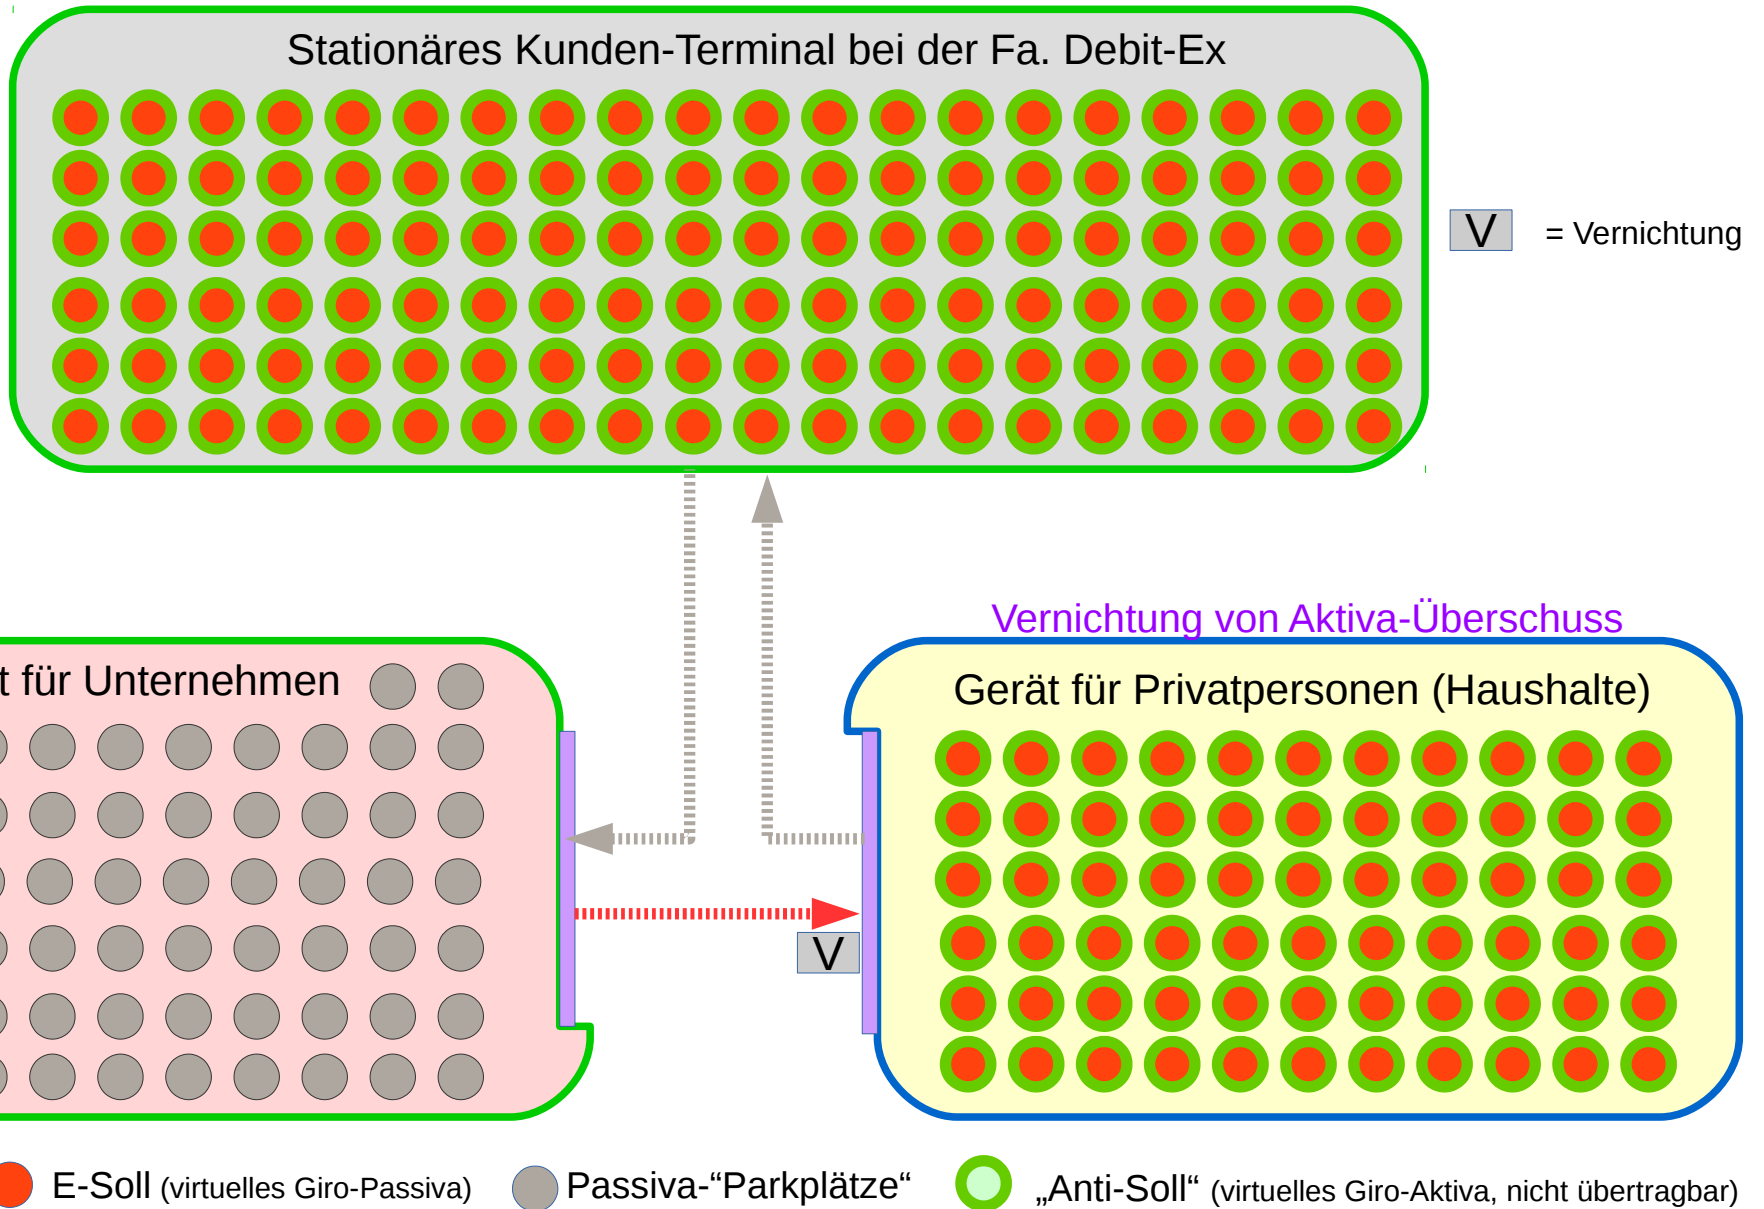 Stationäres Kunden-Terminal bei der Fa. Debit-Ex
V = Vernichtung
Vernichtung von Aktiva-Überschuss
t für Unternehmen
Gerät für Privatpersonen (Haushalte)
V
E-Soll (virtuelles Giro-Passiva)
Passiva-“Parkplätze“
„Anti-Soll“ (virtuelles Giro-Aktiva, nicht übertragbar)